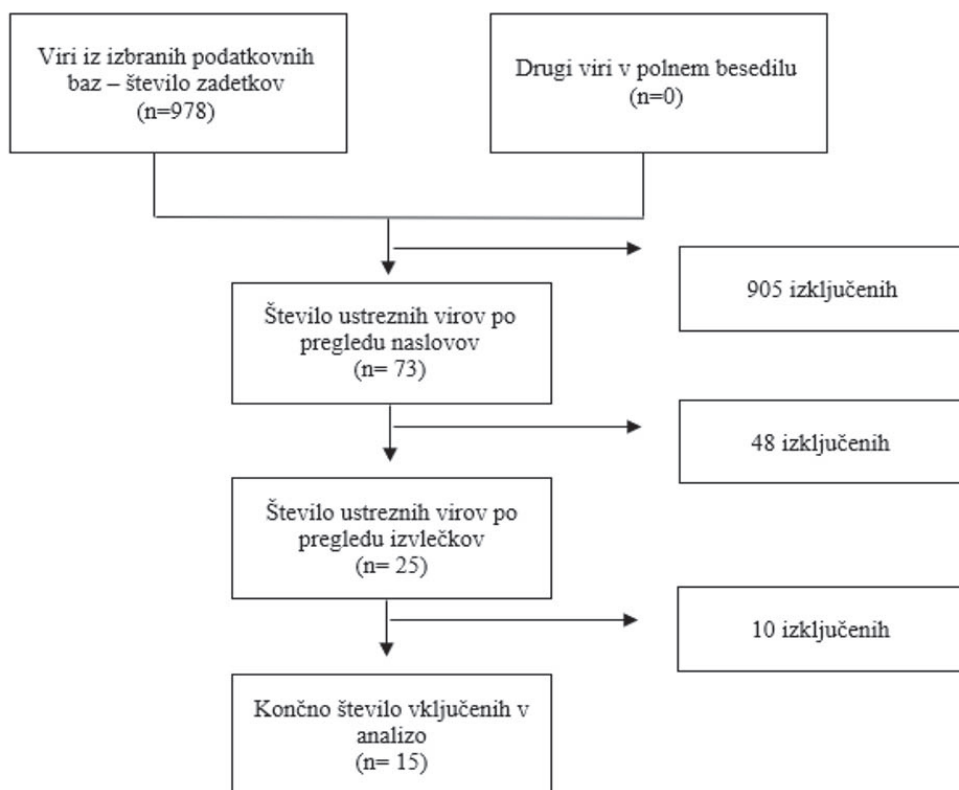 Viri iz izbranih podatkovnih
baz – število zadetkov
(n=978)
Drugi viri v polnem besedilu
(n=0)
905 izključenih
Število ustreznih virov po
pregledu naslovov
(n= 73)
48 izključenih
Število ustreznih virov po
pregledu izvlečkov
(n= 25)
10 izključenih
Končno število vključenih v
analizo
(n= 15)